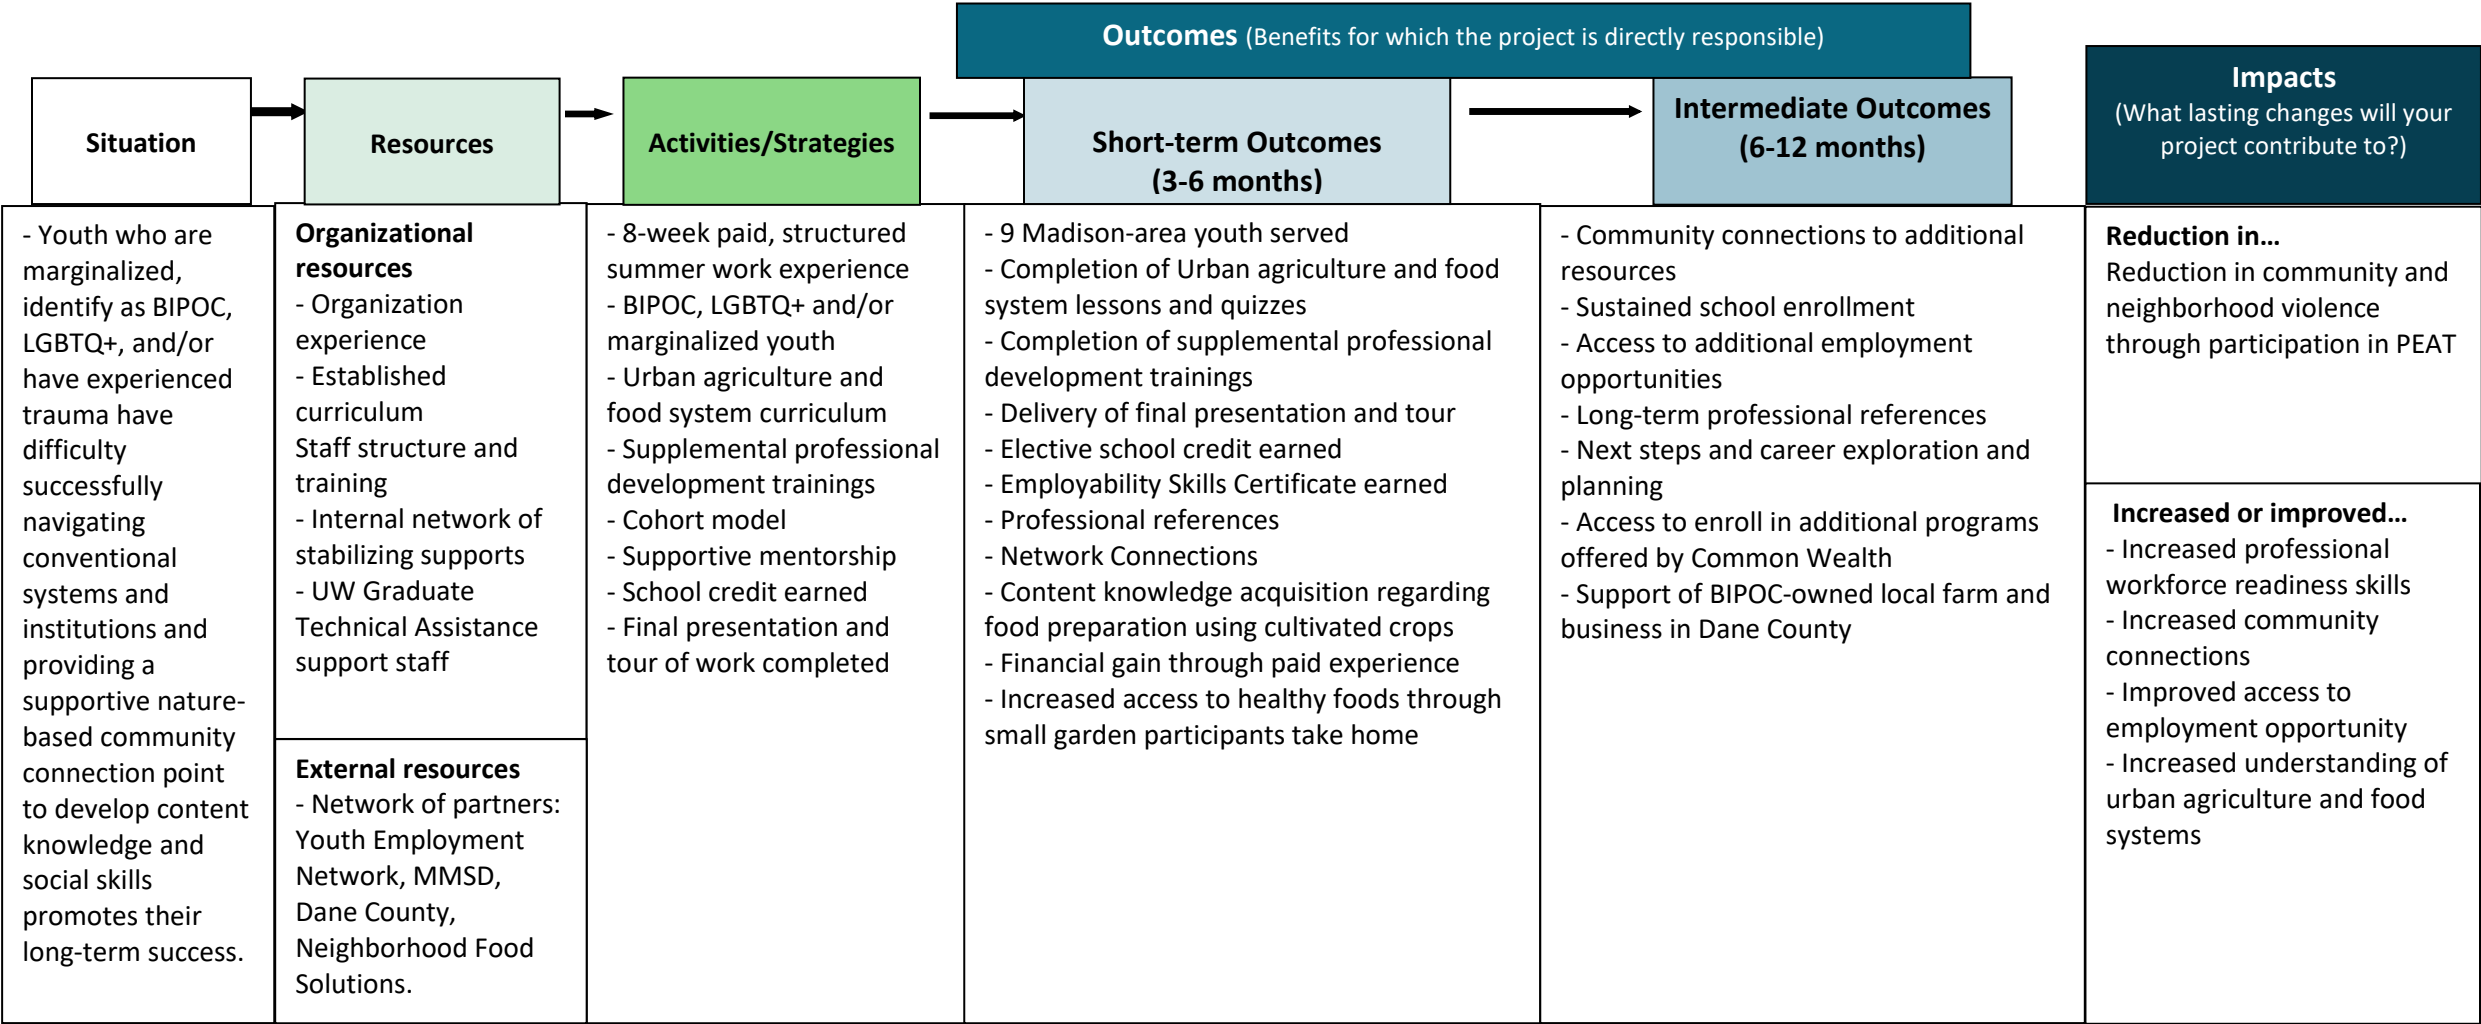 Outcomes (Benefits for which the project is directly responsible)
Situation
Resources
Activities/Strategies
Short-term Outcomes
(3-6 months)
Intermediate Outcomes
(6-12 months)
Impacts
(What lasting changes will your
project contribute to?)
- Youth who are
marginalized,
identify as BIPOC,
LGBTQ+, and/or
have experienced
trauma have
difficulty
successfully
navigating
conventional
systems and
institutions and
providing a
supportive nature-
based community
connection point
to develop content
knowledge and
social skills
promotes their
long-term success.
Organizational
resources
- Organization
experience
- Established
curriculum
Staff structure and
training
- Internal network of
stabilizing supports
- UW Graduate
Technical Assistance
support staff
External resources
- Network of partners:
Youth Employment
Network, MMSD,
Dane County,
Neighborhood Food
Solutions.
- 8-week paid, structured
summer work experience
- BIPOC, LGBTQ+ and/or
marginalized youth
- Urban agriculture and
food system curriculum
- Supplemental professional
development trainings
- Cohort model
- Supportive mentorship
- School credit earned
- Final presentation and
tour of work completed
- 9 Madison-area youth served
- Completion of Urban agriculture and food
system lessons and quizzes
- Completion of supplemental professional
development trainings
- Delivery of final presentation and tour
- Elective school credit earned
- Employability Skills Certificate earned
- Professional references
- Network Connections
- Content knowledge acquisition regarding
food preparation using cultivated crops
- Financial gain through paid experience
- Increased access to healthy foods through
small garden participants take home
- Community connections to additional
resources
- Sustained school enrollment
- Access to additional employment
opportunities
- Long-term professional references
- Next steps and career exploration and
planning
- Access to enroll in additional programs
offered by Common Wealth
- Support of BIPOC-owned local farm and
business in Dane County
Reduction in…
Reduction in community and
neighborhood violence
through participation in PEAT
Increased or improved…
- Increased professional
workforce readiness skills
- Increased community
connections
- Improved access to
employment opportunity
- Increased understanding of
urban agriculture and food
systems